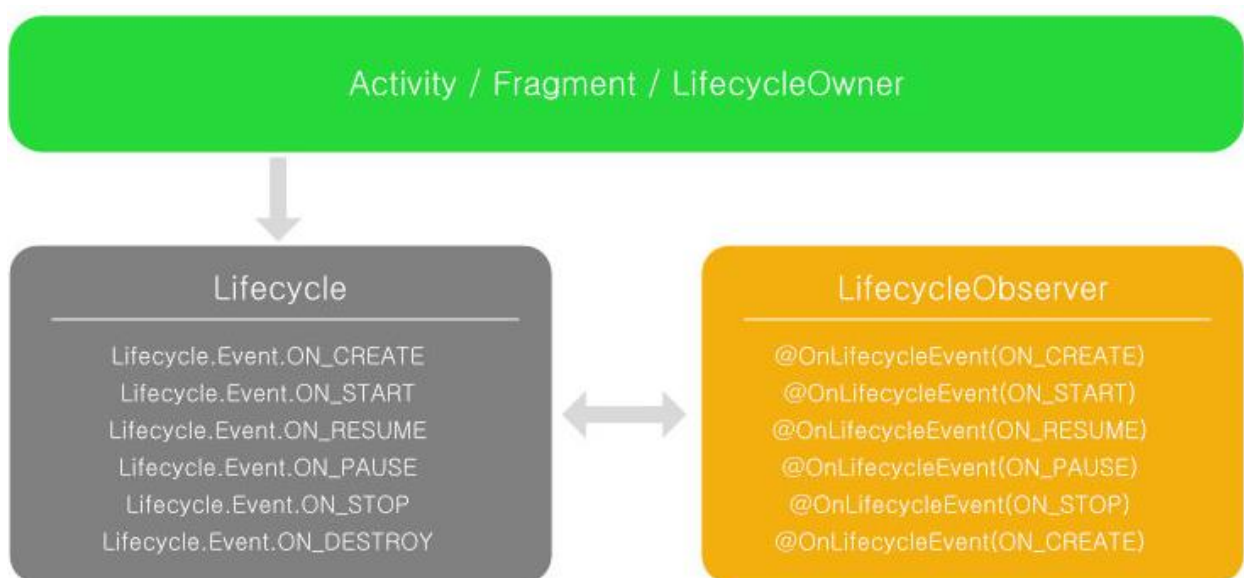 Activity / Fragment / LifecycleOwner
Lifecycle
Lifecycle.Event.ON_CREATE
Lifecycle.Event.ON_START
Lifecycle.Event.ON_RESUME
Lifecycle.Event.ON_PAUSE
Lifecycle.Event.ON_STOP
Lifecycle.Event.ON_DESTROY
LifecycleObserver
@OnLifecycleEvent(ON_CREATE)
@OnLifecycleEvent(ON_START)
@OnLifecycleEvent(ON_RESUME)
@OnLifecycleEvent(ON_PAUSE)
@OnLifecycleEvent(ON_STOP)
@OnLifecycleEvent(ON_CREATE)